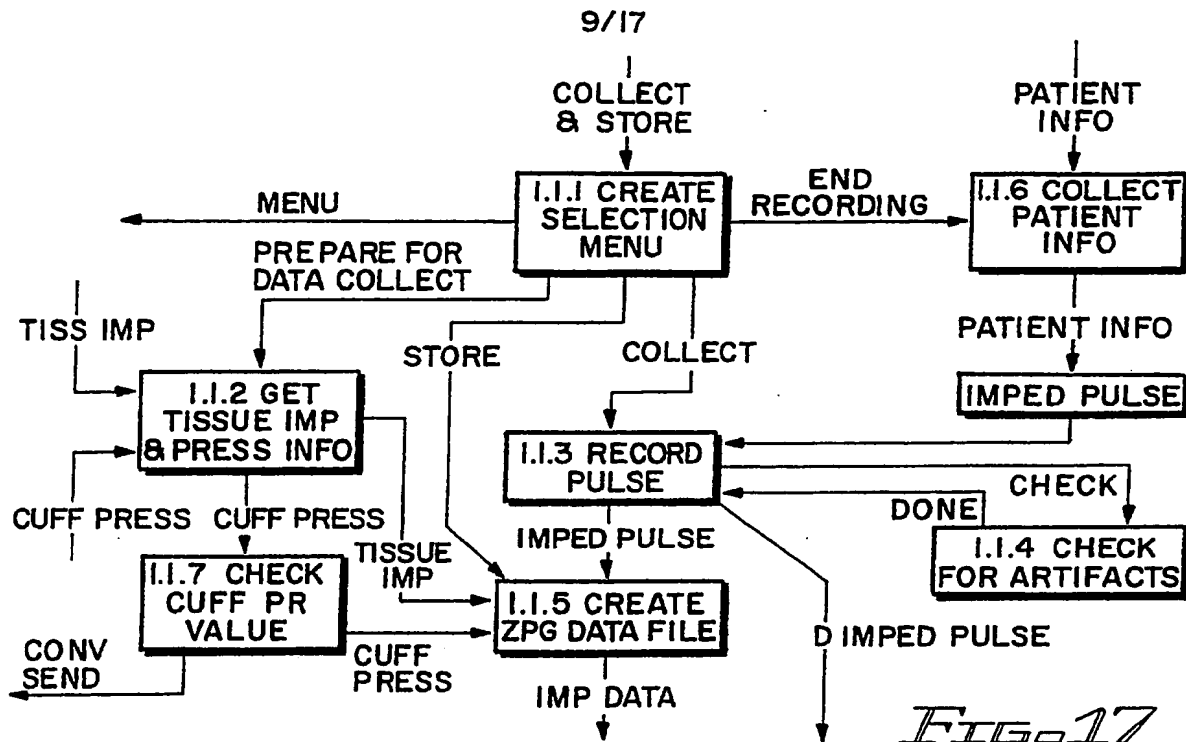 9/17
COLLECT
& STORE
PATIENT
INFO
1.1.1 CREATE
SELECTION
MENU
END
RECORDING
1.1.6 COLLECT
PATIENT
INFO
MENU
PREPARE FOR
DATA COLLECT
TISS IMP
STORE
COLLECT
PATIENT INFO
1.1.2 GET
TISSUE IMP
& PRESS INFO
IMPED PULSE
1.1.3 RECORD
PULSE
CHECK
DONE
CUFF PRESS
CUFF PRESS
TISSUE
IMP
IMPED PULSE
1.1.4 CHECK
FOR ARTIFACTS
1.1.7 CHECK
CUFF PR
VALUE
1.1.5 CREATE
ZPG DATA FILE
D IMPED PULSE
CONV
SEND
CUFF
PRESS
IMP DATA
FIG-17